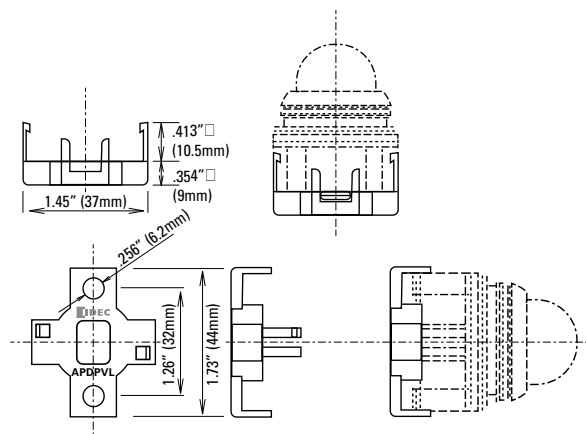 .413"□
(10.5mm)
.354"□
(9mm)
1.45" (37mm)
.256" (6.2mm)
IDEC
APDPVL
1.26" (32mm)
1.73" (44mm)